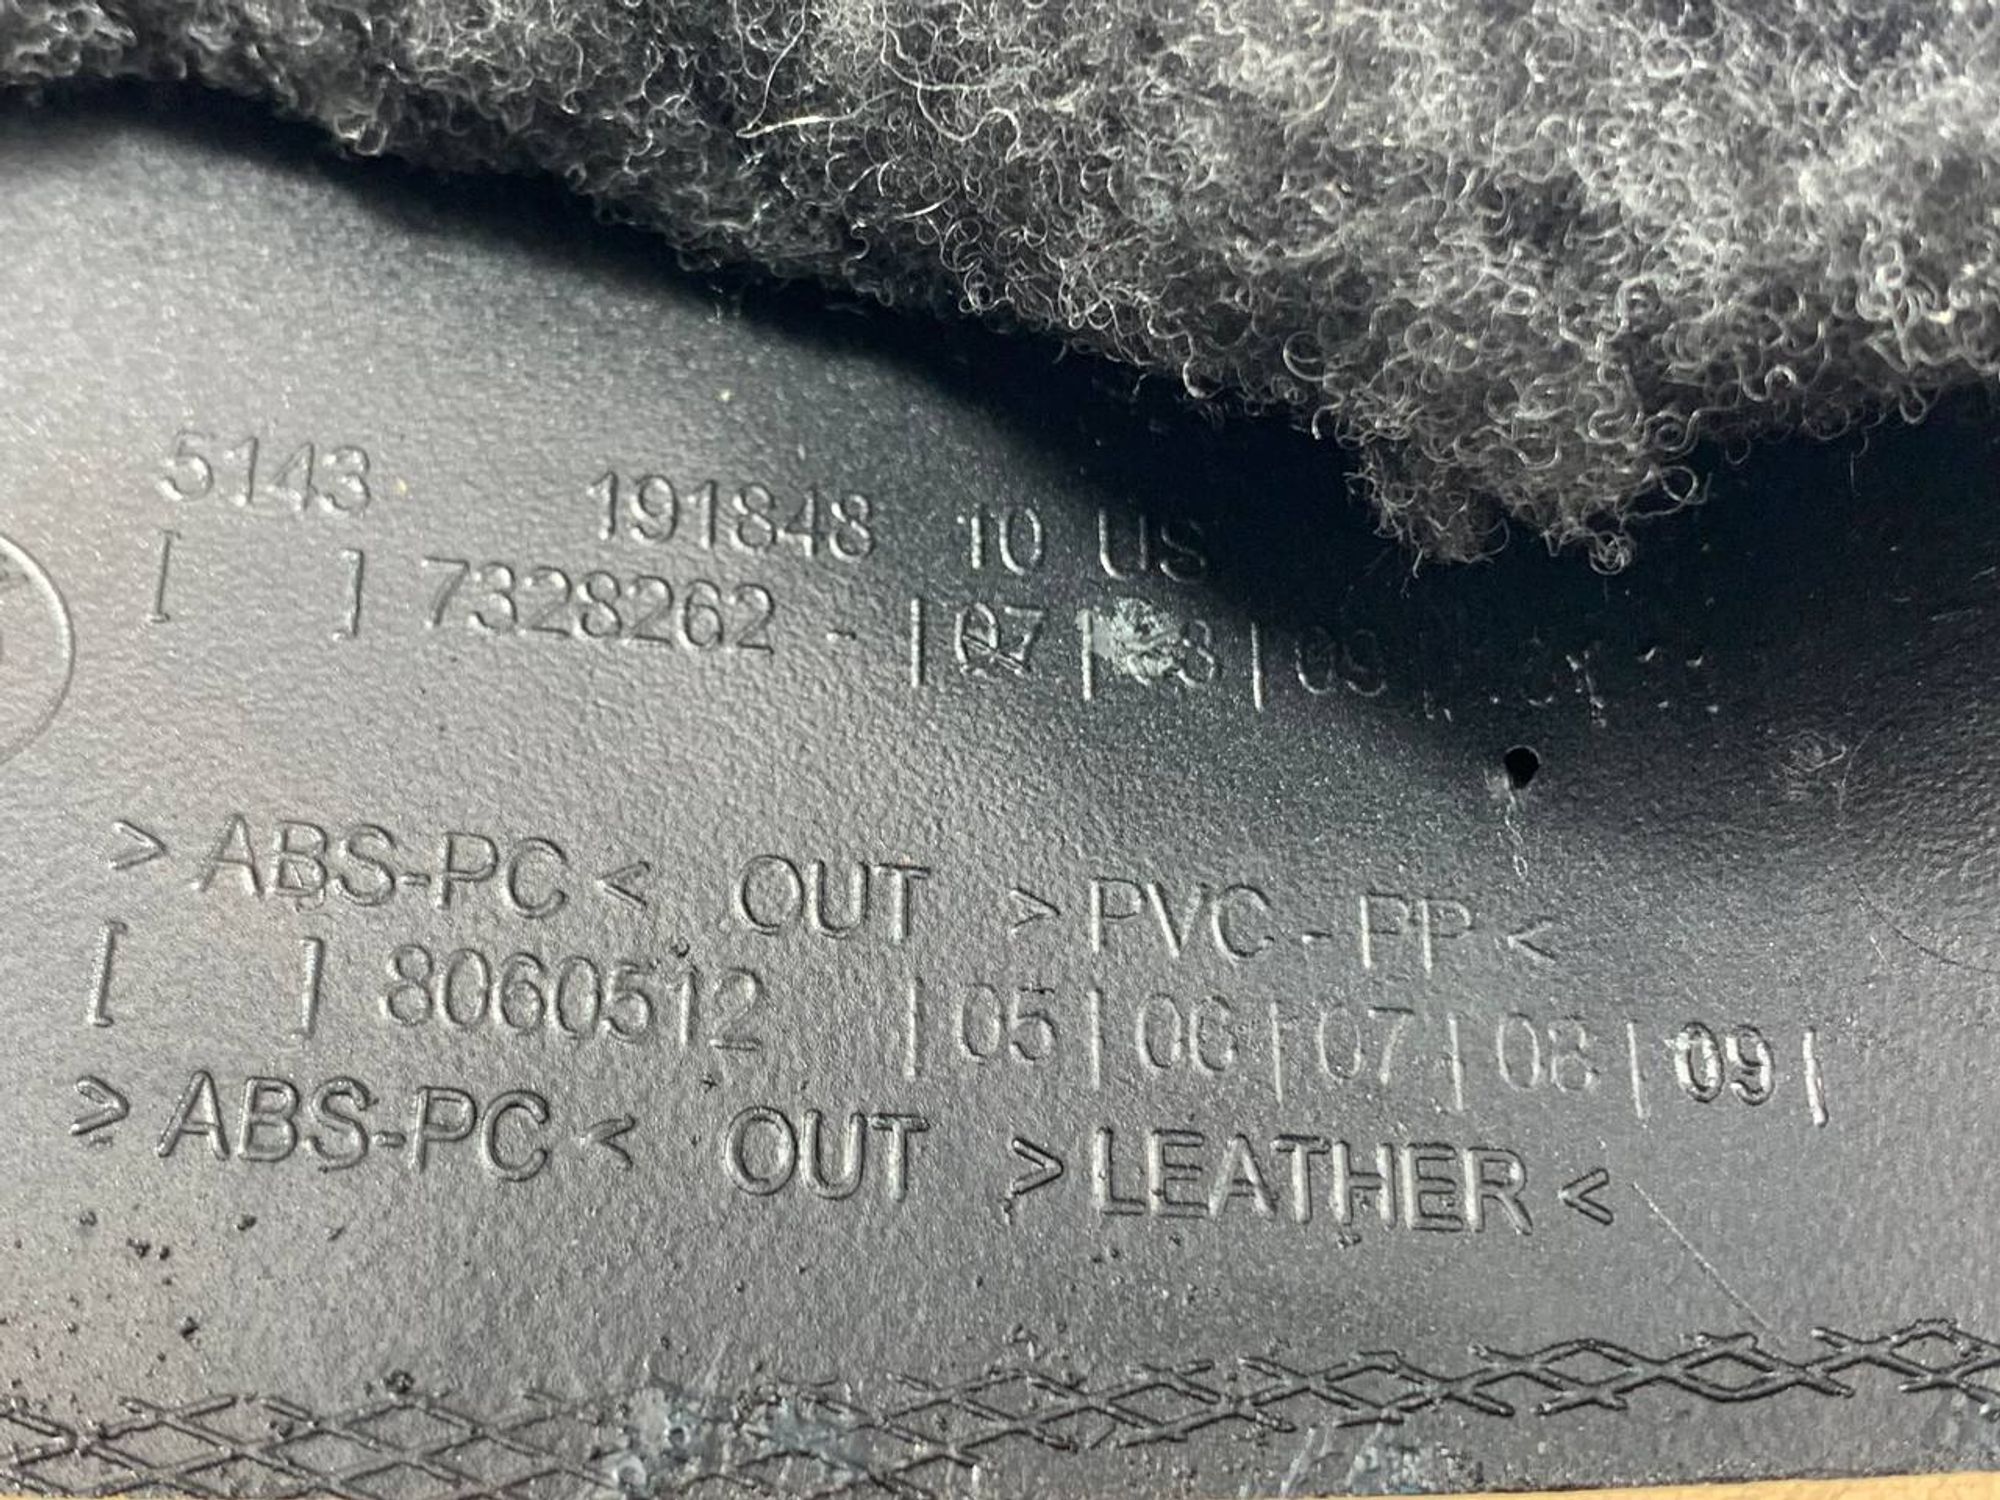 5143 191848 10 US
[ ] 7328262 - |07|08|09|
>ABS-PC< OUT >PVC-PP<
[ ] 8060512 |05|06|07|08|09|
>ABS-PC< OUT >LEATHER<